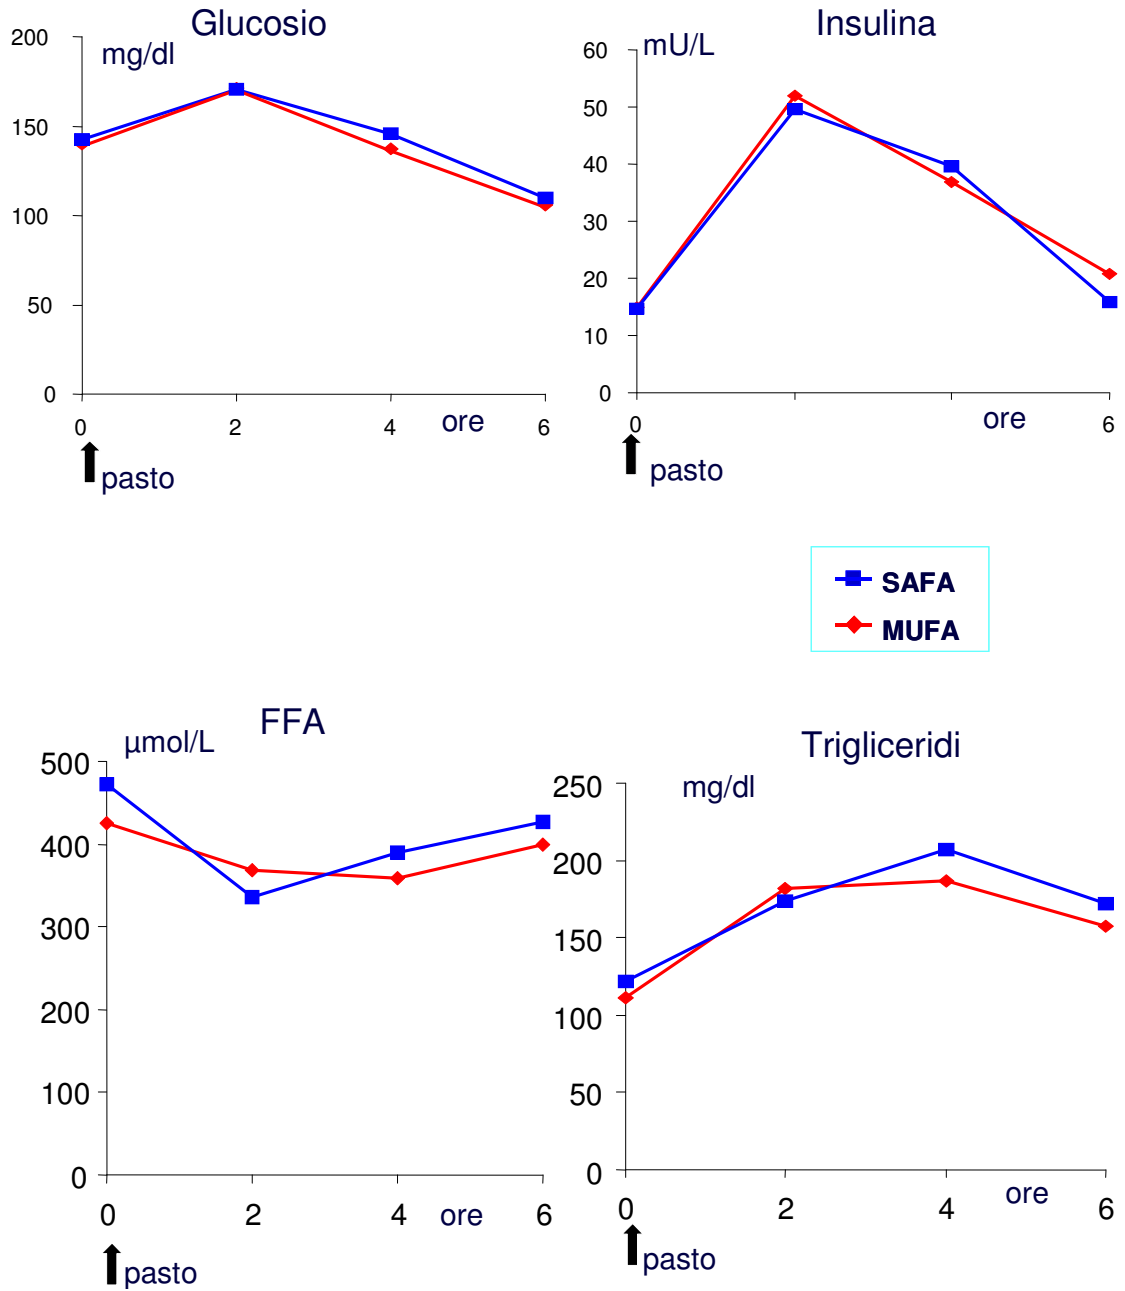 Glucosio
mg/dl
200
150
100
50
0
0 2 4 ore 6
pasto
Insulina
mU/L
60
50
40
30
20
10
0
0 ore 6
pasto
SAFA
MUFA
FFA
µmol/L
500
400
300
200
100
0
0 2 4 ore 6
pasto
Trigliceridi
mg/dl
250
200
150
100
50
0
0 2 4 ore 6
pasto